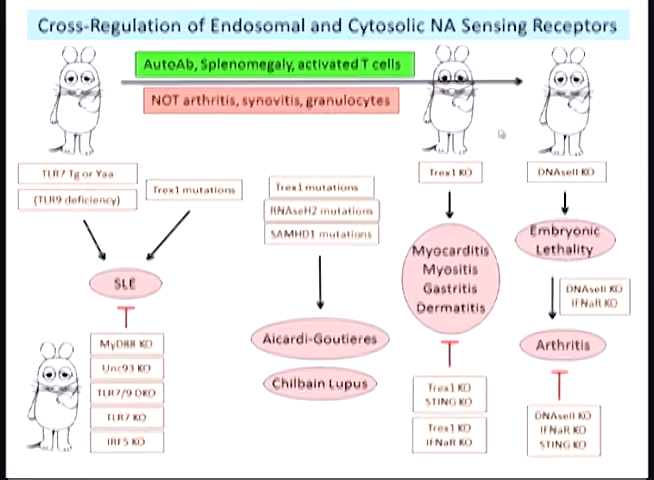 Cross-Regulation of Endosomal and Cytosolic NA Sensing Receptors
AutoAb, Splenomegaly, activated T cells
NOT arthritis, synovitis, granulocytes
TLR7 Tg or Yaa
(TLR9 deficiency)
Trex1 mutations
SLE
MyD88 KO
Unc93 KO
TLR7/9 DKO
TLR7 KO
IRF5 KO
Trex1 mutations
RNAseH2 mutations
SAMHD1 mutations
Aicardi-Goutieres
Chilbain Lupus
Trex1 KO
Myocarditis
Myositis
Gastritis
Dermatitis
Trex1 KO
STING KO
Trex1 KO
IFNaR KO
DNAseII KO
Embryonic
Lethality
DNAseII KO
IFNaR KO
Arthritis
DNAseII KO
IFNaR KO
STING KO